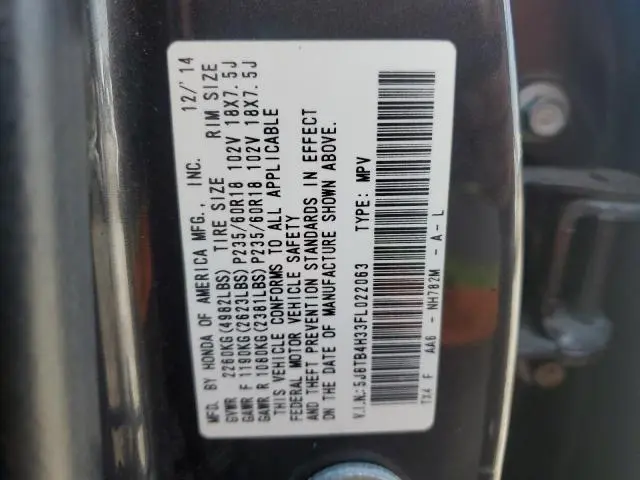 MFD. BY HONDA OF AMERICA MFG., INC. 12/'14
GVWR 2260KG(4982LBS) TIRE SIZE RIM SIZE
GAWR F 1190KG(2623LBS)P235/60R18 102V 18X7.5J
GAWR R 1080KG(2381LBS)P235/60R18 102V 18X7.5J
THIS VEHICLE CONFORMS TO ALL APPLICABLE
FEDERAL MOTOR VEHICLE SAFETY
AND THEFT PREVENTION STANDARDS IN EFFECT
ON THE DATE OF MANUFACTURE SHOWN ABOVE.
V.I.N.:5J8TB4H33FL022063 TYPE: MPV
TX4 F AA6 - NH782M - A - L